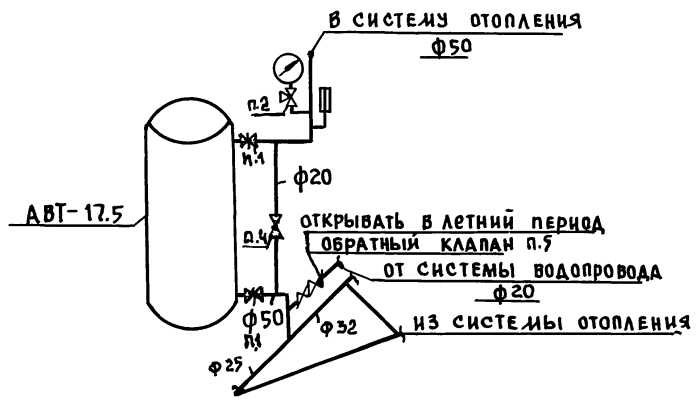 В СИСТЕМУ ОТОПЛЕНИЯ
Ф50
П.2
П.1
Ф20
АВТ-17.5
П.4
ОТКРЫВАТЬ В ЛЕТНИЙ ПЕРИОД
ОБРАТНЫЙ КЛАПАН П.5
ОТ СИСТЕМЫ ВОДОПРОВОДА
Ф20
Ф50
П.1
Ф32
ИЗ СИСТЕМЫ ОТОПЛЕНИЯ
Ф25